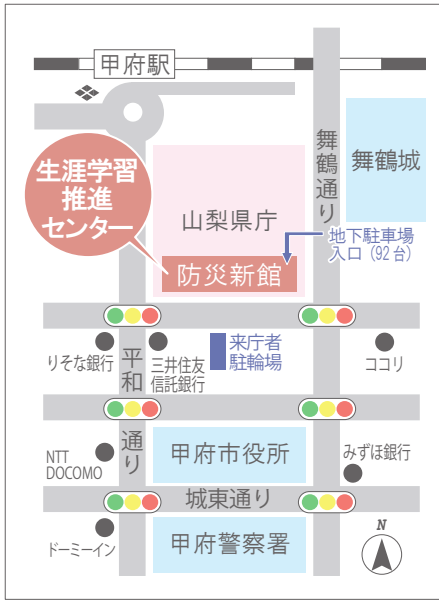 甲府駅
生涯学習
推進
センター
山梨県庁
防災新館
舞鶴通り
舞鶴城
地下駐車場
入口（92台）
りそな銀行
平和
通り
三井住友
信託銀行
来庁者
駐輪場
ココリ
NTT
DOCOMO
甲府市役所
みずほ銀行
城東通り
ドーミーイン
甲府警察署
N